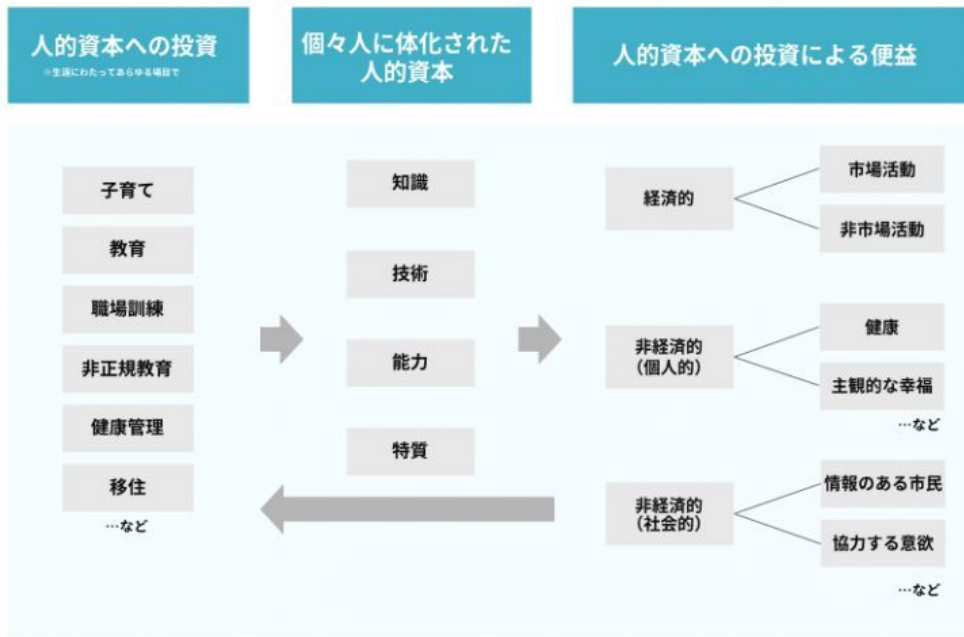 人的資本への投資
※生涯にわたってあらゆる場面で
個々人に体化された
人的資本
人的資本への投資による便益
子育て
教育
職場訓練
非正規教育
健康管理
移住
…など
知識
技術
能力
特質
経済的
市場活動
非市場活動
非経済的
（個人的）
健康
主観的な幸福
…など
非経済的
（社会的）
情報のある市民
協力する意欲
…など